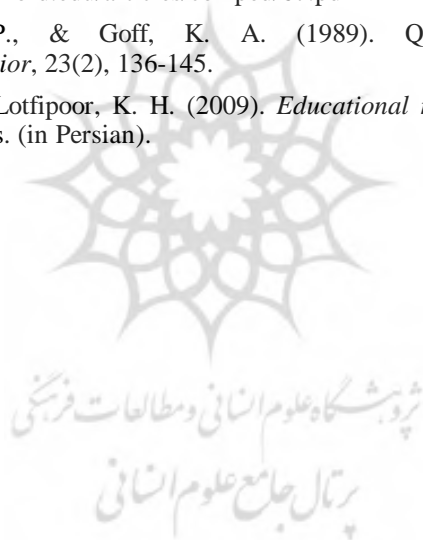 P., & Goff, K. A. (1989). Q
ior, 23(2), 136-145.
Lotfipoor, K. H. (2009). Educational
s. (in Persian).
پژوهشگاه علوم انسانی و مطالعات فرهنگی
پرتال جامع علوم انسانی